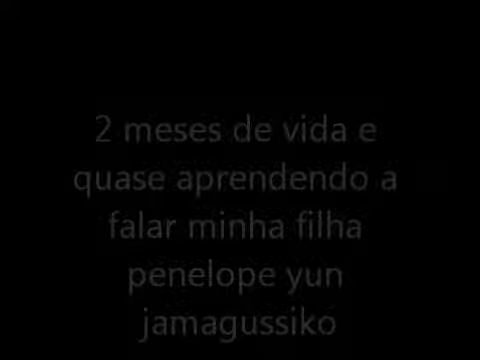 2 meses de vida e
quase aprendendo a
falar minha filha
penelope yun
jamagussiko